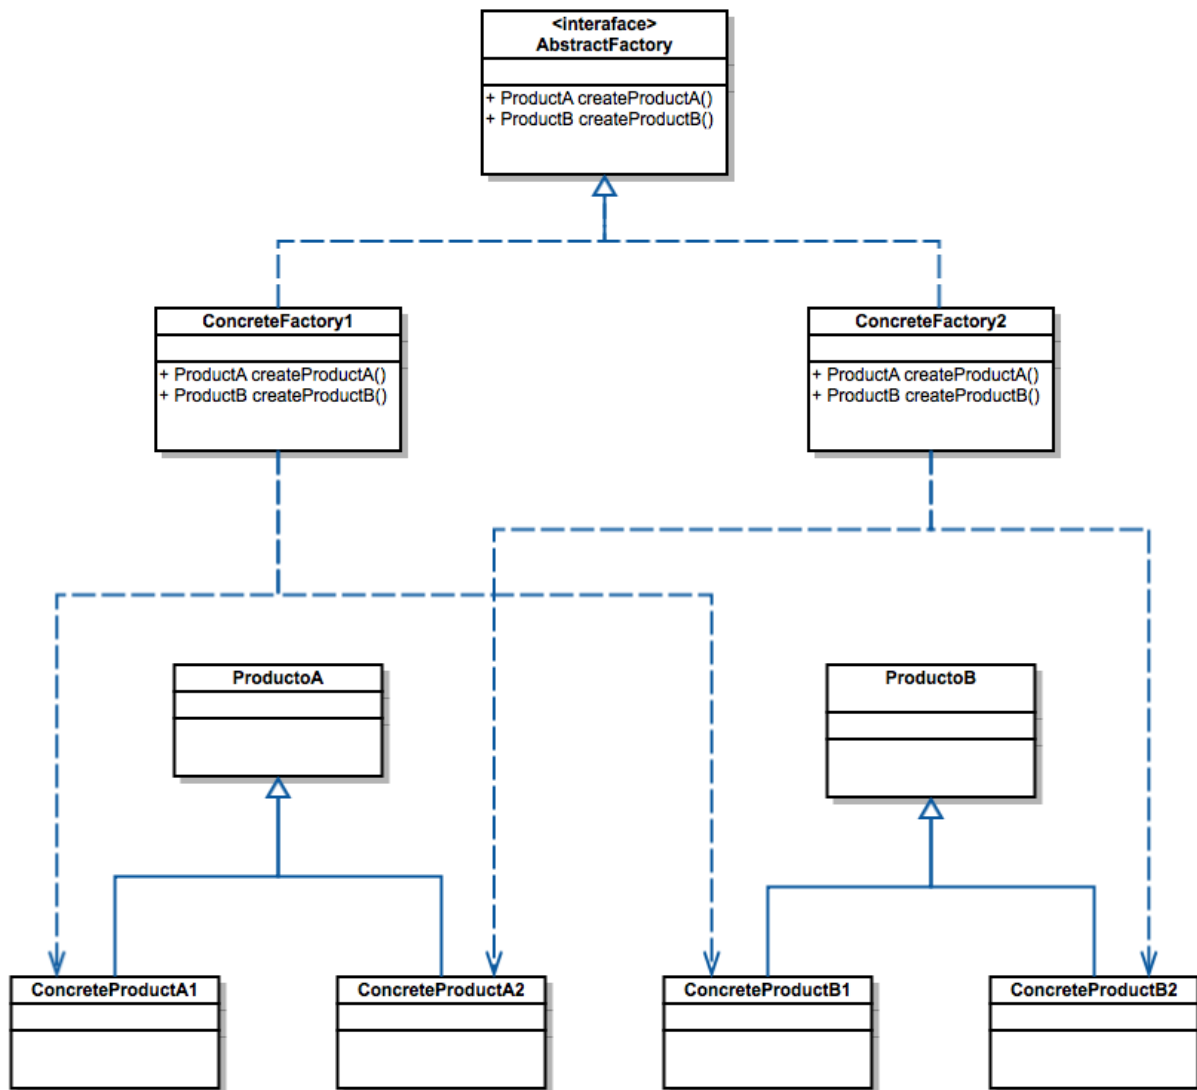 <interaface>
AbstractFactory
+ ProductA createProductA()
+ ProductB createProductB()
ConcreteFactory1
+ ProductA createProductA()
+ ProductB createProductB()
ConcreteFactory2
+ ProductA createProductA()
+ ProductB createProductB()
ProductoA
ProductoB
ConcreteProductA1
ConcreteProductA2
ConcreteProductB1
ConcreteProductB2